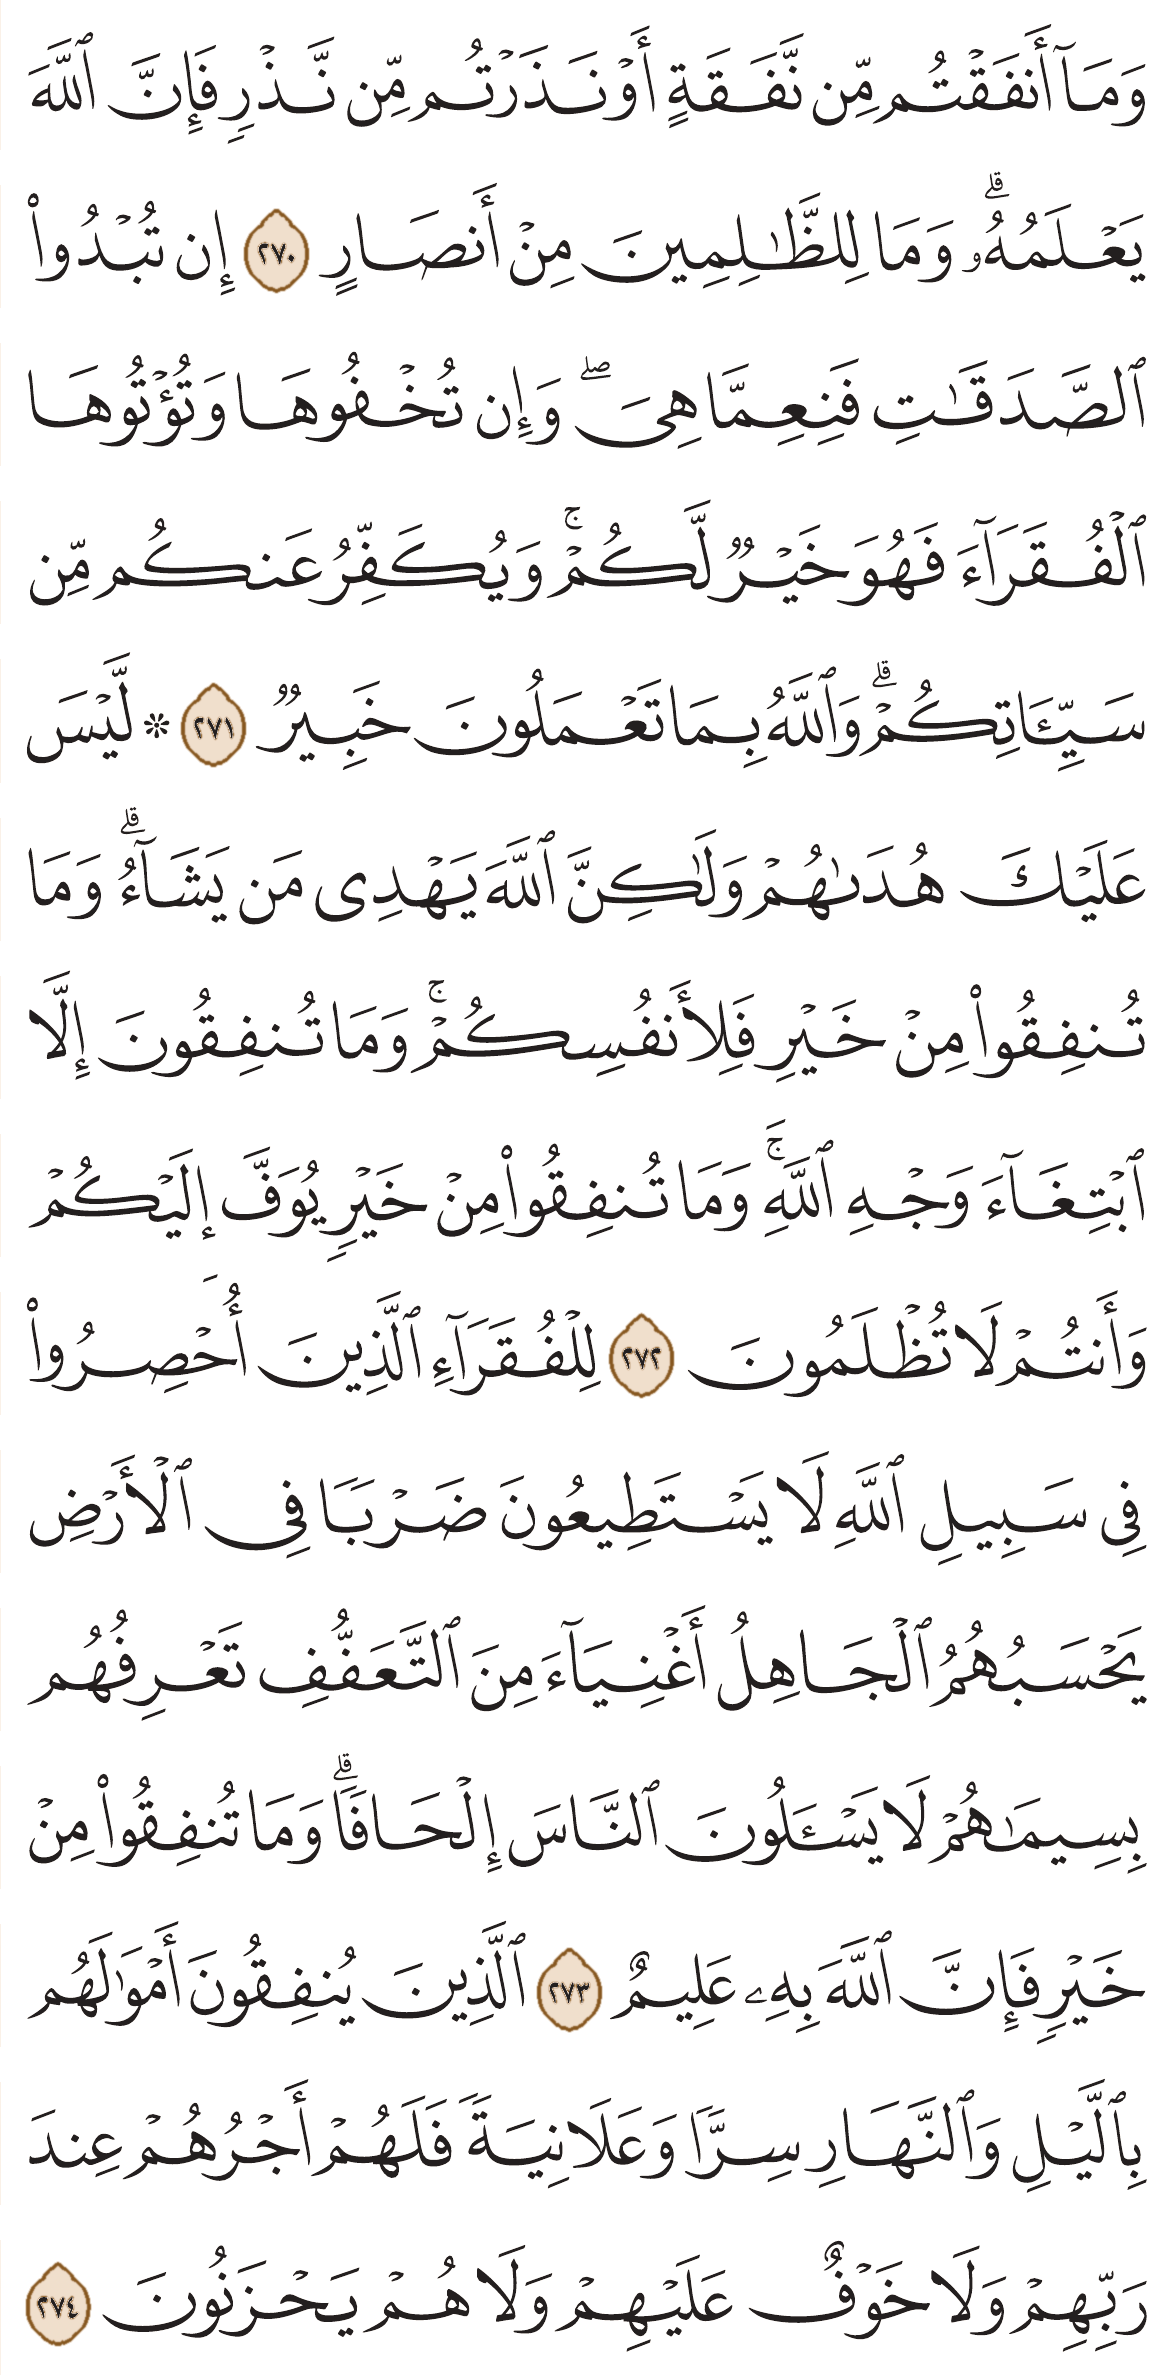 وَمَآ أَنفَقۡتُم مِّن نَّفَقَةٍ أَوۡ نَذَرۡتُم مِّن نَّذۡرٖ فَإِنَّ ٱللَّهَ
يَعۡلَمُهُۥۗ وَمَا لِلظَّٰلِمِينَ مِنۡ أَنصَارٍ ٢٧٠ إِن تُبۡدُواْ
ٱلصَّدَقَٰتِ فَنِعِمَّا هِيَۖ وَإِن تُخۡفُوهَا وَتُؤۡتُوهَا
ٱلۡفُقَرَآءَ فَهُوَ خَيۡرٞ لَّكُمۡۚ وَيُكَفِّرُ عَنكُم مِّن
سَيِّـَٔاتِكُمۡۗ وَٱللَّهُ بِمَا تَعۡمَلُونَ خَبِيرٞ ٢٧١ ۞ لَّيۡسَ
عَلَيۡكَ هُدَىٰهُمۡ وَلَٰكِنَّ ٱللَّهَ يَهۡدِي مَن يَشَآءُۗ وَمَا
تُنفِقُواْ مِنۡ خَيۡرٖ فَلِأَنفُسِكُمۡۚ وَمَا تُنفِقُونَ إِلَّا
ٱبۡتِغَآءَ وَجۡهِ ٱللَّهِۚ وَمَا تُنفِقُواْ مِنۡ خَيۡرٖ يُوَفَّ إِلَيۡكُمۡ
وَأَنتُمۡ لَا تُظۡلَمُونَ ٢٧٢ لِلۡفُقَرَآءِ ٱلَّذِينَ أُحۡصِرُواْ
فِي سَبِيلِ ٱللَّهِ لَا يَسۡتَطِيعُونَ ضَرۡبٗا فِي ٱلۡأَرۡضِ
يَحۡسَبُهُمُ ٱلۡجَاهِلُ أَغۡنِيَآءَ مِنَ ٱلتَّعَفُّفِ تَعۡرِفُهُم
بِسِيمَٰهُمۡ لَا يَسۡـَٔلُونَ ٱلنَّاسَ إِلۡحَافٗاۗ وَمَا تُنفِقُواْ مِنۡ
خَيۡرٖ فَإِنَّ ٱللَّهَ بِهِۦ عَلِيمٌ ٢٧٣ ٱلَّذِينَ يُنفِقُونَ أَمۡوَٰلَهُم
بِٱلَّيۡلِ وَٱلنَّهَارِ سِرّٗا وَعَلَانِيَةٗ فَلَهُمۡ أَجۡرُهُمۡ عِندَ
رَبِّهِمۡ وَلَا خَوۡفٌ عَلَيۡهِمۡ وَلَا هُمۡ يَحۡزَنُونَ ٢٧٤